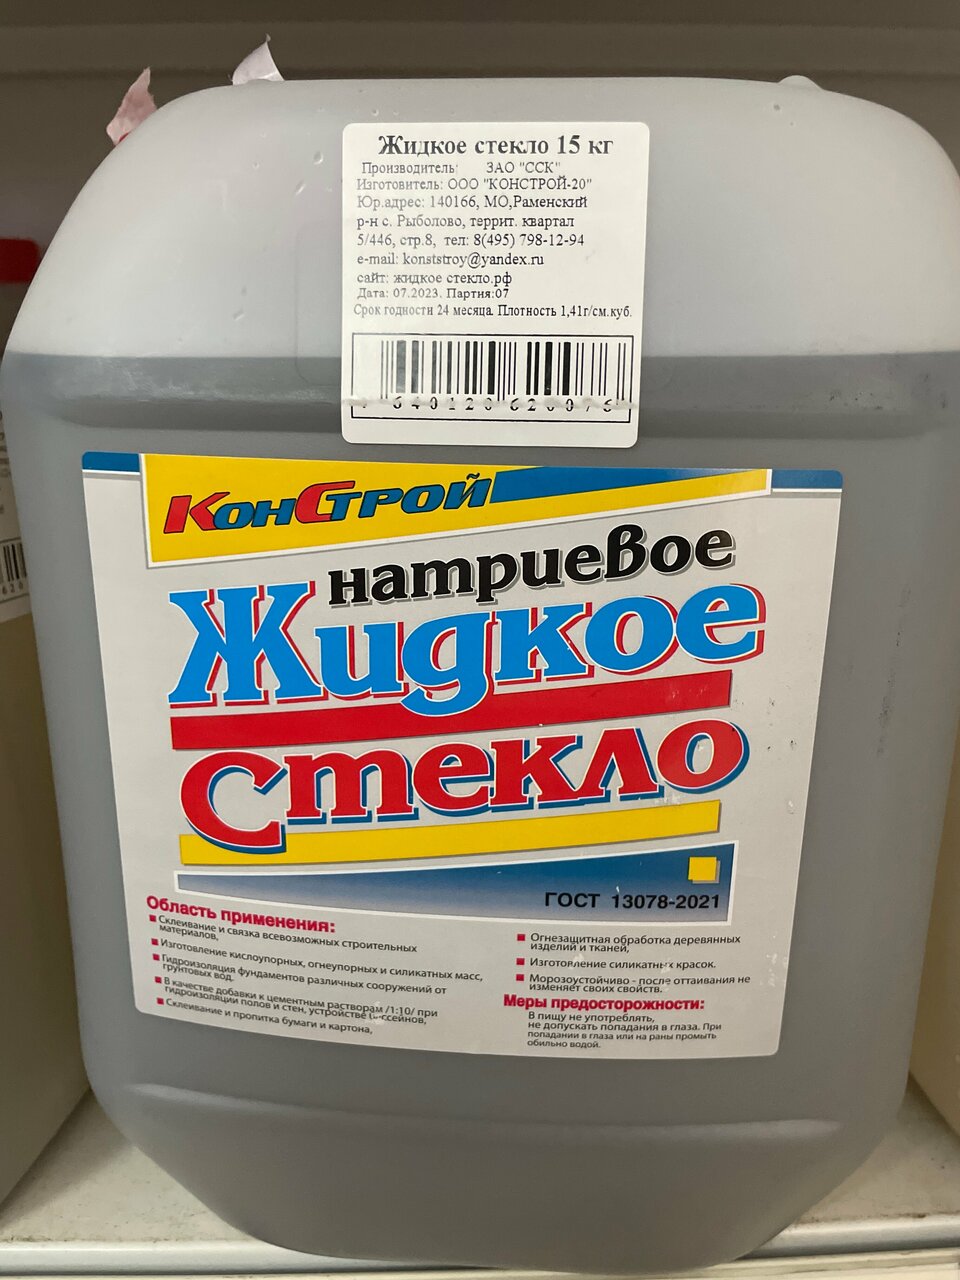 Жидкое стекло 15 кг
Производитель: ЗАО "ССК"
Изготовитель: ООО "КОНСТРОЙ-20"
Юр.адрес: 140166, МО,Раменский
р-н с. Рыболово, террит. квартал
5/446, стр.8, тел: 8(495) 798-12-94
e-mail: konststroy@yandex.ru
сайт: жидкое стекло.рф
Дата: 07.2023. Партия:07
Срок годности 24 месяца. Плотность 1,41г/см.куб.
КонСтрой
натриевое
Жидкое
Стекло
ГОСТ 13078-2021
Область применения:
Склеивание и связка всевозможных строительных
материалов,
Изготовление кислоупорных, огнеупорных и силикатных масс,
Гидроизоляция фундаментов различных сооружений от
грунтовых вод.
В качестве добавки к цементным растворам /1:10/ при
гидроизоляции полов и стен, устройстве бассейнов,
Склеивание и пропитка бумаги и картона,
Огнезащитная обработка деревянных
изделий и тканей,
Изготовление силикатных красок.
Морозоустойчиво - после оттаивания не
изменяет своих свойств.
Меры предосторожности:
В пищу не употреблять,
не допускать попадания в глаза. При
попадании в глаза или на раны промыть
обильно водой.